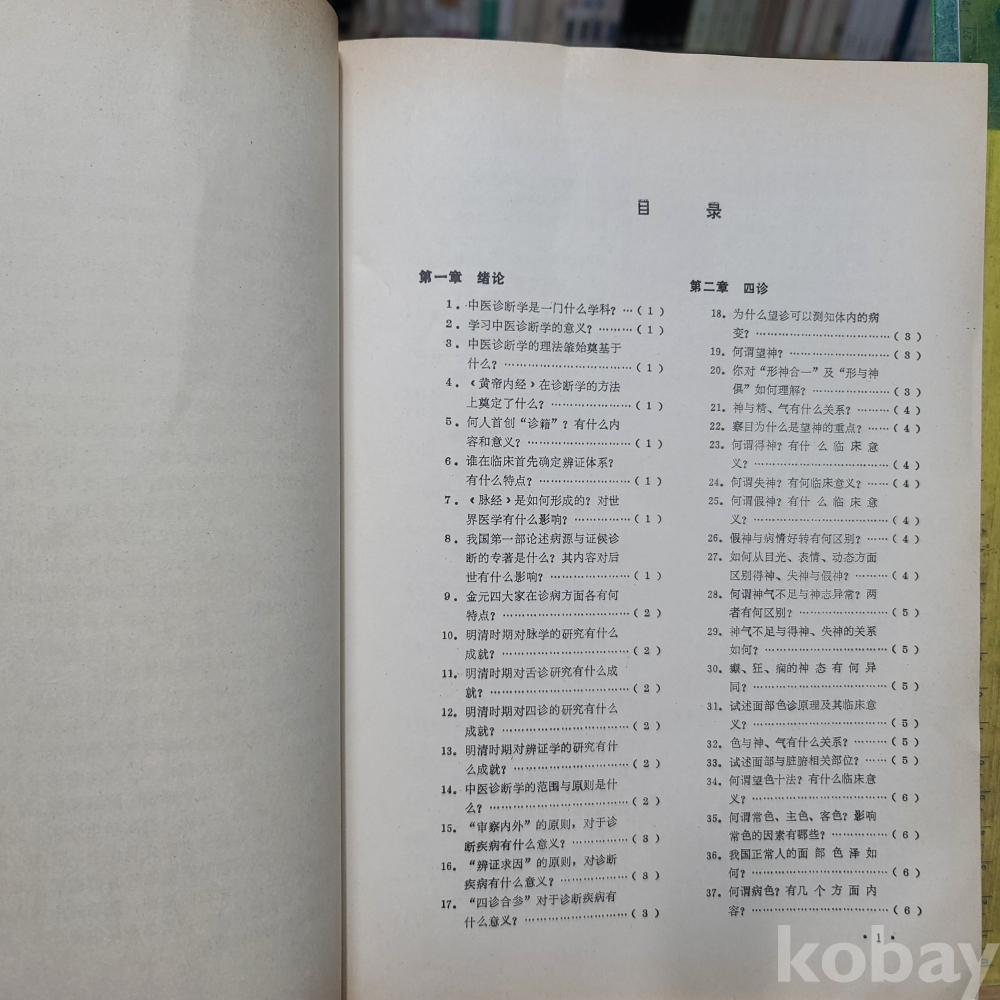 目 录
第一章 绪论
1。中医诊断学是一门什么学科？…（1）
2。学习中医诊断学的意义？………（1）
3。中医诊断学的理法肇始奠基于
什么？……………………………（1）
4。《黄帝内经》在诊断学的方法
上奠定了什么？…………………（1）
5。何人首创“诊籍”？有什么内
容和意义？………………………（1）
6。谁在临床首先确定辨证体系？
有什么特点？……………………（1）
7。《脉经》是如何形成的？对世
界医学有什么影响？……………（1）
8。我国第一部论述病源与证候诊
断的专著是什么？其内容对后
世有什么影响？…………………（1）
9。金元四大家在诊病方面各有何
特点？……………………………（2）
10。明清时期对脉学的研究有什么
成就？……………………………（2）
11。明清时期对舌诊研究有什么成
就？………………………………（2）
12。明清时期对四诊的研究有什么
成就？……………………………（2）
13。明清时期对辨证学的研究有什
么成就？…………………………（2）
14。中医诊断学的范围与原则是什
么？………………………………（2）
15。“审察内外”的原则，对于诊
断疾病有什么意义？……………（3）
16。“辨证求因”的原则，对诊断
疾病有什么意义？………………（3）
17。“四诊合参”对于诊断疾病有
什么意义？………………………（3）
第二章 四诊
18。为什么望诊可以测知体内的病
变？………………………………（3）
19。何谓望神？………………………（3）
20。你对“形神合一”及“形与神
俱”如何理解？…………………（3）
21。神与精、气有什么关系？………（4）
22。察目为什么是望神的重点？……（4）
23。何谓得神？有什么临床意
义？………………………………（4）
24。何谓失神？有何临床意义？……（4）
25。何谓假神？有什么临床意
义？………………………………（4）
26。假神与病情好转有何区别？……（4）
27。如何从目光、表情、动态方面
区别得神、失神与假神？………（4）
28。何谓神气不足与神志异常？两
者有何区别？……………………（5）
29。神气不足与得神、失神的关系
如何？……………………………（5）
30。癫、狂、痫的神态有何异
同？………………………………（5）
31。试述面部色诊原理及其临床意
义？………………………………（5）
32。色与神、气有什么关系？………（5）
33。试述面部与脏腑相关部位？……（5）
34。何谓望色十法？有什么临床意
义？………………………………（6）
35。何谓常色、主色、客色？影响
常色的因素有哪些？……………（6）
36。我国正常人的面部色泽如
何？………………………………（6）
37。何谓病色？有几个方面内
容？………………………………（6）
• 1 •
kobay